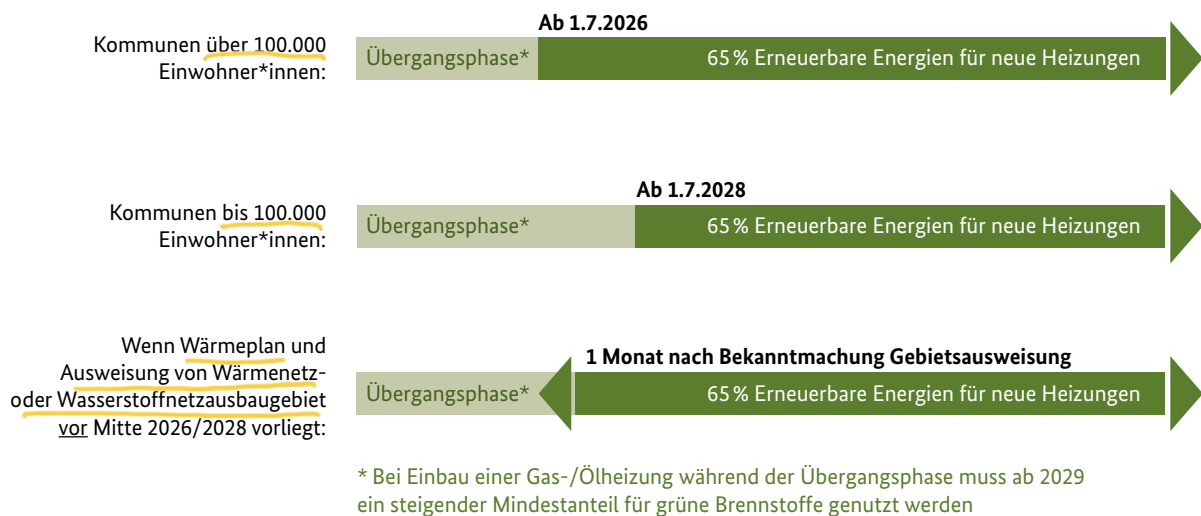 Ab 1.7.2026
Kommunen über 100.000
Einwohner*innen:
Übergangsphase*
65 % Erneuerbare Energien für neue Heizungen
Ab 1.7.2028
Kommunen bis 100.000
Einwohner*innen:
Übergangsphase*
65 % Erneuerbare Energien für neue Heizungen
Wenn Wärmeplan und
Ausweisung von Wärmenetz-
oder Wasserstoffnetzausbaugebiet
vor Mitte 2026/2028 vorliegt:
1 Monat nach Bekanntmachung Gebietsausweisung
Übergangsphase*
65 % Erneuerbare Energien für neue Heizungen
* Bei Einbau einer Gas-/Ölheizung während der Übergangsphase muss ab 2029
ein steigender Mindestanteil für grüne Brennstoffe genutzt werden